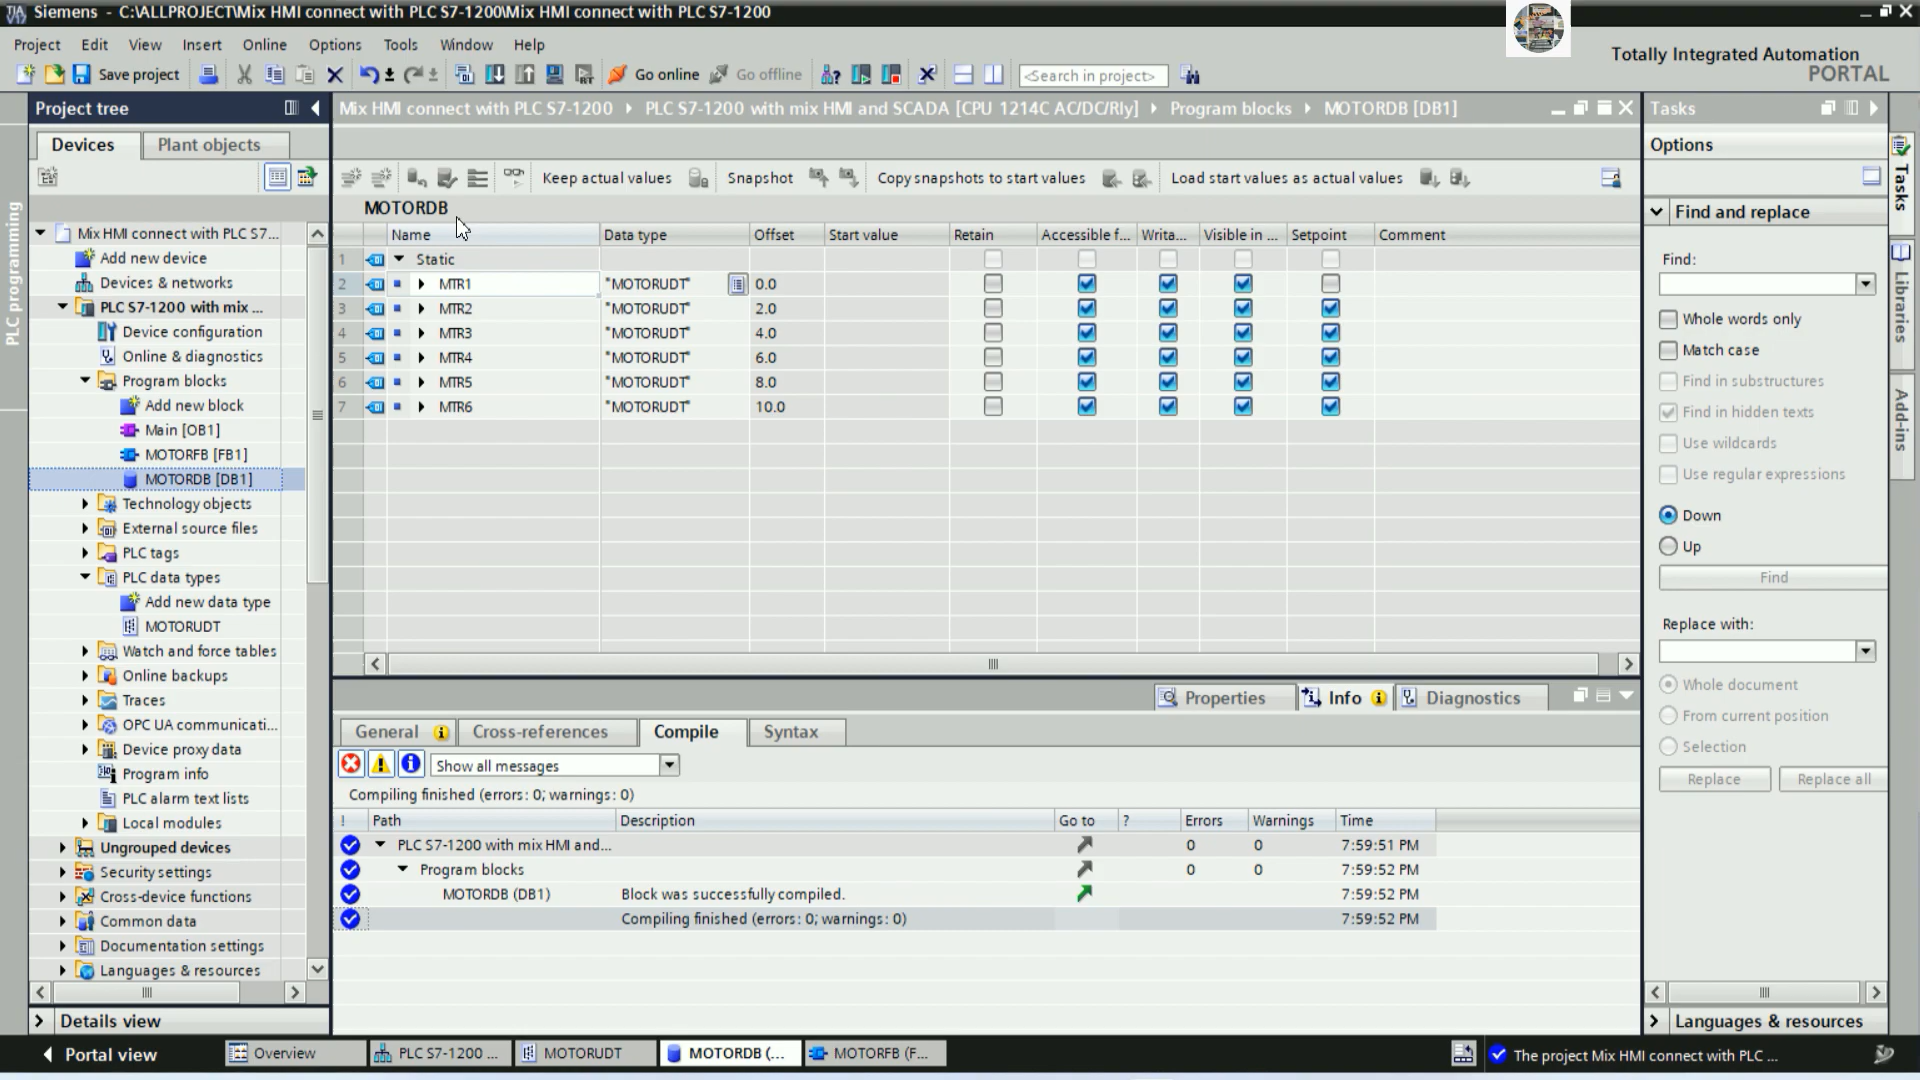 Siemens - C:\ALLPROJECT\Mix HMI connect with PLC S7-1200\Mix HMI connect with PLC S7-1200
Project Edit View Insert Online Options Tools Window Help
Totally Integrated Automation
PORTAL
Save project Go online Go offline <Search in project>
Project tree
Mix HMI connect with PLC S7-1200 PLC S7-1200 with mix HMI and SCADA [CPU 1214C AC/DC/Rly] Program blocks MOTORDB [DB1]
Tasks
Devices Plant objects
Options
Keep actual values Snapshot Copy snapshots to start values Load start values as actual values
MOTORDB
Find and replace
Name Data type Offset Start value Retain Accessible f... Writa... Visible in ... Setpoint Comment
1 Static
2 MTR1 "MOTORUDT" 0.0
3 MTR2 "MOTORUDT" 2.0
4 MTR3 "MOTORUDT" 4.0
5 MTR4 "MOTORUDT" 6.0
6 MTR5 "MOTORUDT" 8.0
7 MTR6 "MOTORUDT" 10.0
PLC programming
Mix HMI connect with PLC S7...
Add new device
Devices & networks
PLC S7-1200 with mix ...
Device configuration
Online & diagnostics
Program blocks
Add new block
Main [OB1]
MOTORFB [FB1]
MOTORDB [DB1]
Technology objects
External source files
PLC tags
PLC data types
Add new data type
MOTORUDT
Watch and force tables
Online backups
Traces
OPC UA communicati...
Device proxy data
Program info
PLC alarm text lists
Local modules
Ungrouped devices
Security settings
Cross-device functions
Common data
Documentation settings
Languages & resources
Details view
Find:
Whole words only
Match case
Find in substructures
Find in hidden texts
Use wildcards
Use regular expressions
Down
Up
Find
Replace with:
Whole document
From current position
Selection
Replace Replace all
Languages & resources
Tasks
Libraries
Add-ins
Properties Info Diagnostics
General Cross-references Compile Syntax
Show all messages
Compiling finished (errors: 0; warnings: 0)
! Path Description Go to ? Errors Warnings Time
PLC S7-1200 with mix HMI and... 0 0 7:59:51 PM
Program blocks 0 0 7:59:52 PM
MOTORDB (DB1) Block was successfully compiled. 7:59:52 PM
Compiling finished (errors: 0; warnings: 0) 7:59:52 PM
Portal view Overview PLC S7-1200 ... MOTORUDT MOTORDB (... MOTORFB (F... The project Mix HMI connect with PLC ...